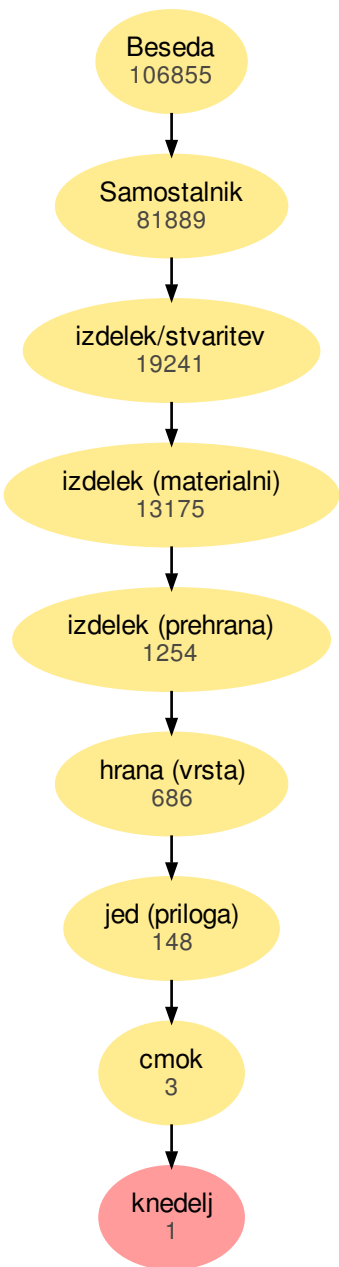 Beseda
106855
Samostalnik
81889
izdelek/stvaritev
19241
izdelek (materialni)
13175
izdelek (prehrana)
1254
hrana (vrsta)
686
jed (priloga)
148
cmok
3
knedelj
1